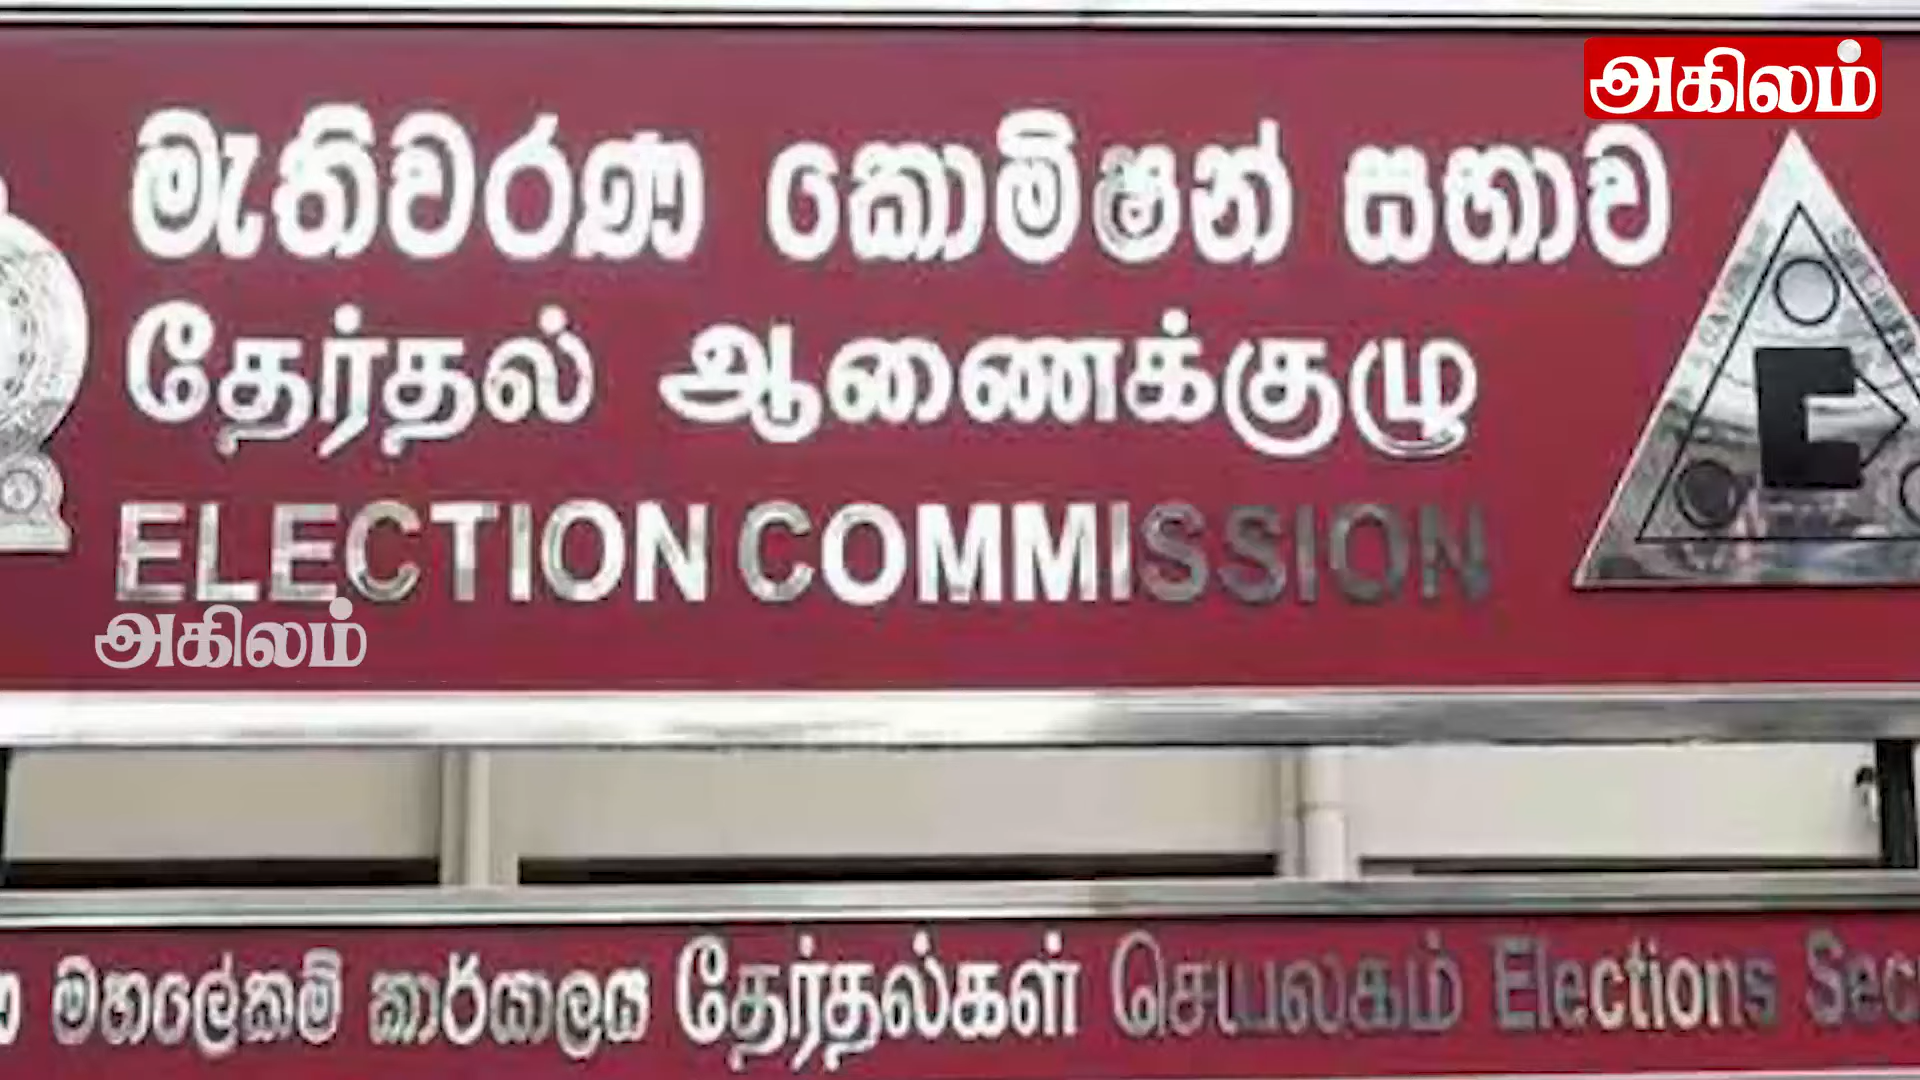 அகிலம்
මැතිවරණ කොමිෂන් සභාව
தேர்தல் ஆணைக்குழு
ELECTION COMMISSION
E
அகிலம்
මහලේකම් කාර්යාලය தேர்தல்கள் செயலகம் Elections